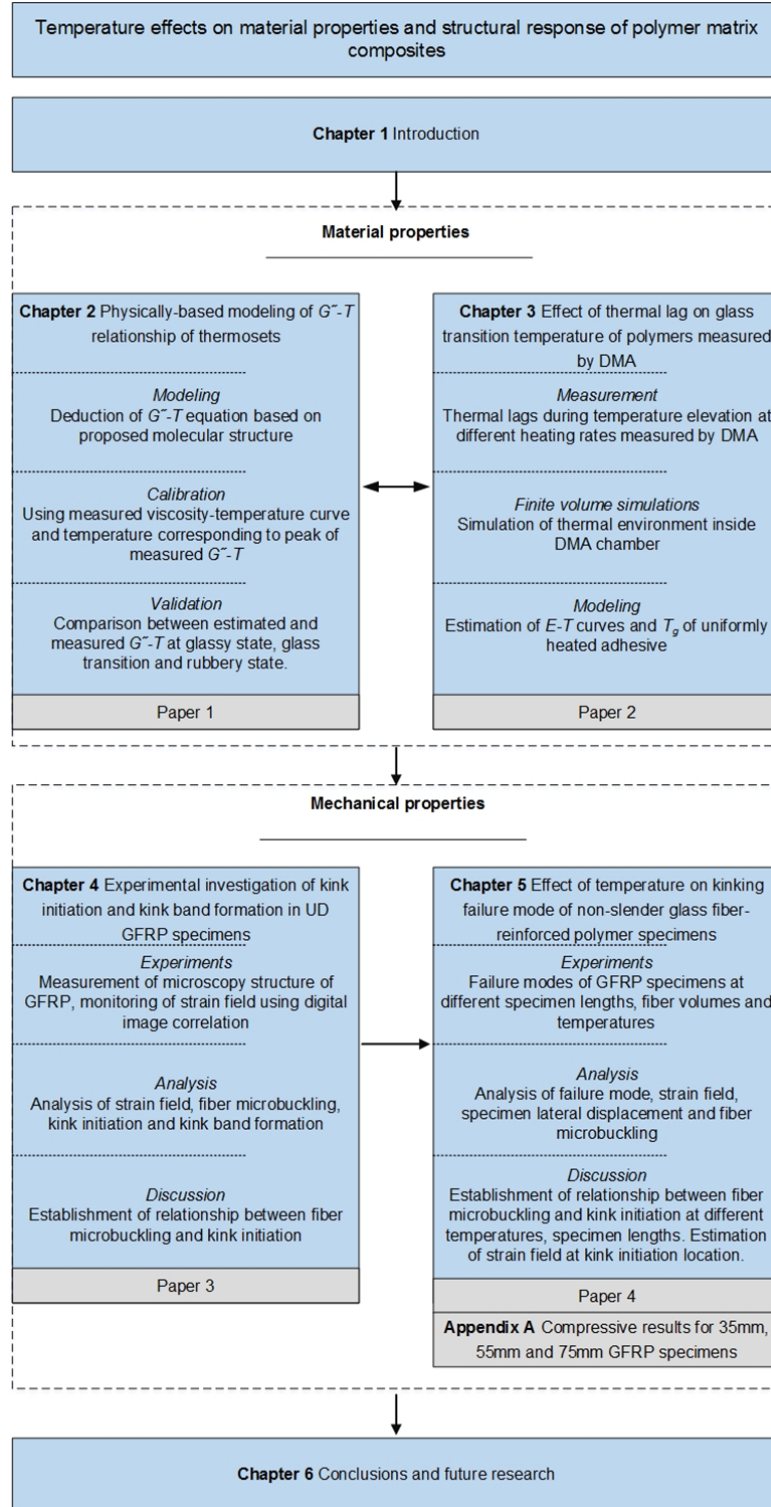 Temperature effects on material properties and structural response of polymer matrix
composites
Chapter 1 Introduction
Material properties
Chapter 2 Physically-based modeling of G˜-T
relationship of thermosets
Modeling
Deduction of G˜-T equation based on
proposed molecular structure
Calibration
Using measured viscosity-temperature curve
and temperature corresponding to peak of
measured G˜-T
Validation
Comparison between estimated and
measured G˜-T at glassy state, glass
transition and rubbery state.
Paper 1
Chapter 3 Effect of thermal lag on glass
transition temperature of polymers measured
by DMA
Measurement
Thermal lags during temperature elevation at
different heating rates measured by DMA
Finite volume simulations
Simulation of thermal environment inside
DMA chamber
Modeling
Estimation of E-T curves and Tg of uniformly
heated adhesive
Paper 2
Mechanical properties
Chapter 4 Experimental investigation of kink
initiation and kink band formation in UD
GFRP specimens
Experiments
Measurement of microscopy structure of
GFRP, monitoring of strain field using digital
image correlation
Analysis
Analysis of strain field, fiber microbuckling,
kink initiation and kink band formation
Discussion
Establishment of relationship between fiber
microbuckling and kink initiation
Paper 3
Chapter 5 Effect of temperature on kinking
failure mode of non-slender glass fiber-
reinforced polymer specimens
Experiments
Failure modes of GFRP specimens at
different specimen lengths, fiber volumes and
temperatures
Analysis
Analysis of failure mode, strain field,
specimen lateral displacement and fiber
microbuckling
Discussion
Establishment of relationship between fiber
microbuckling and kink initiation at different
temperatures, specimen lengths. Estimation
of strain field at kink initiation location.
Paper 4
Appendix A Compressive results for 35mm,
55mm and 75mm GFRP specimens
Chapter 6 Conclusions and future research